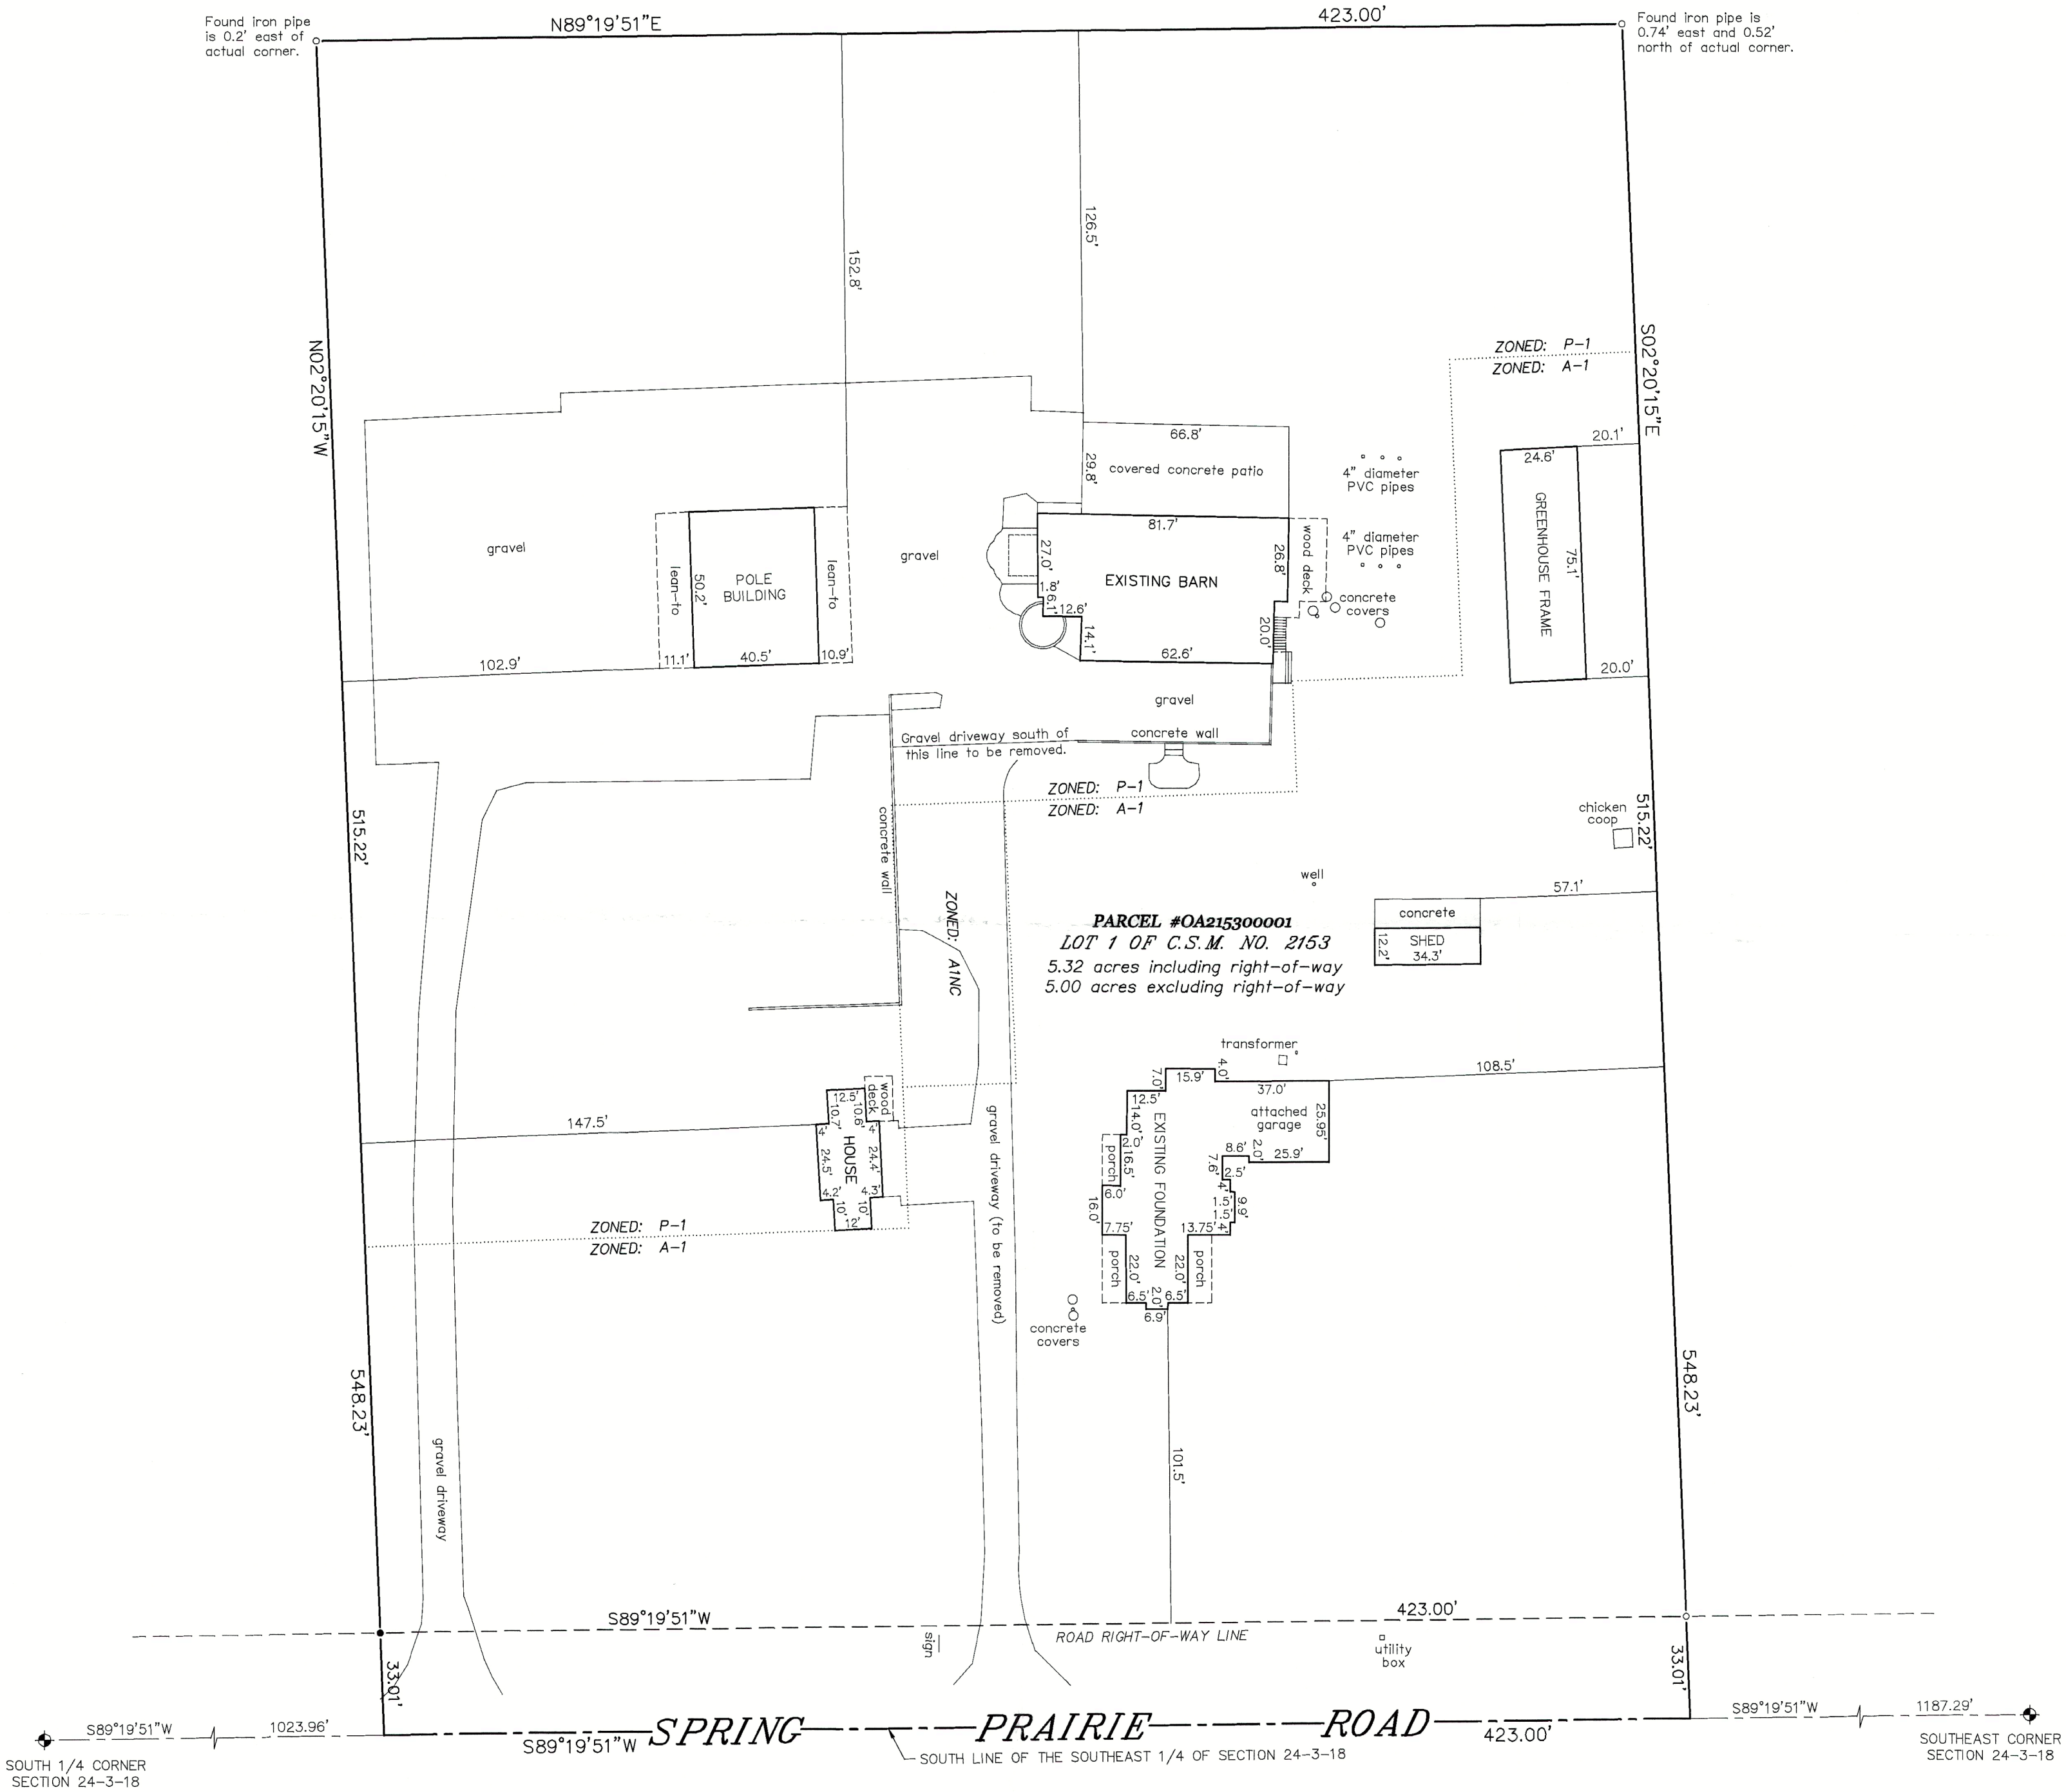 Found iron pipe
is 0.2' east of
actual corner.
N89°19'51"E
423.00'
Found iron pipe is
0.74' east and 0.52'
north of actual corner.
152.8'
126.5'
N02°20'15"W
S02°20'15"E
ZONED: P-1
ZONED: A-1
66.8'
29.8'
covered concrete patio
4" diameter
PVC pipes
4" diameter
PVC pipes
20.1'
24.6'
GREENHOUSE FRAME
75.1'
20.0'
gravel
lean-to
50.2'
POLE
BUILDING
lean-to
gravel
81.7'
27.0'
EXISTING BARN
26.8'
wood deck
1.8'
6.1'
12.6'
14.1'
62.6'
20.0'
concrete
covers
102.9'
11.1'
40.5'
10.9'
gravel
Gravel driveway south of
this line to be removed.
concrete wall
ZONED: P-1
ZONED: A-1
515.22'
concrete wall
chicken
coop
515.22'
well
57.1'
ZONED: A1NC
PARCEL #OA215300001
LOT 1 OF C.S.M. NO. 2153
5.32 acres including right-of-way
5.00 acres excluding right-of-way
concrete
12.2'
SHED
34.3'
transformer
108.5'
7.0'
15.9'
4.0'
37.0'
12.5'
14.0'
attached
garage
25.95'
2.0'
16.5'
porch
EXISTING FOUNDATION
8.6'
2.0'
25.9'
7.6'
2.5'
4'
6.0'
1.5'
9.9'
1.5'
16.0'
7.75'
13.75'
4'
porch
22.0'
22.0'
porch
6.5'
2.0'
6.5'
6.9'
concrete
covers
147.5'
12.5'
10.7'
10.6'
wood
deck
4'
4'
HOUSE
24.5'
24.4'
4.2'
4.3'
10'
10'
12'
ZONED: P-1
ZONED: A-1
gravel driveway (to be removed)
548.23'
548.23'
gravel driveway
101.5'
S89°19'51"W
423.00'
ROAD RIGHT-OF-WAY LINE
sign
utility
box
33.01'
33.01'
S89°19'51"W
1023.96'
S89°19'51"W
SPRING PRAIRIE ROAD
423.00'
S89°19'51"W
1187.29'
SOUTH 1/4 CORNER
SECTION 24-3-18
SOUTH LINE OF THE SOUTHEAST 1/4 OF SECTION 24-3-18
SOUTHEAST CORNER
SECTION 24-3-18